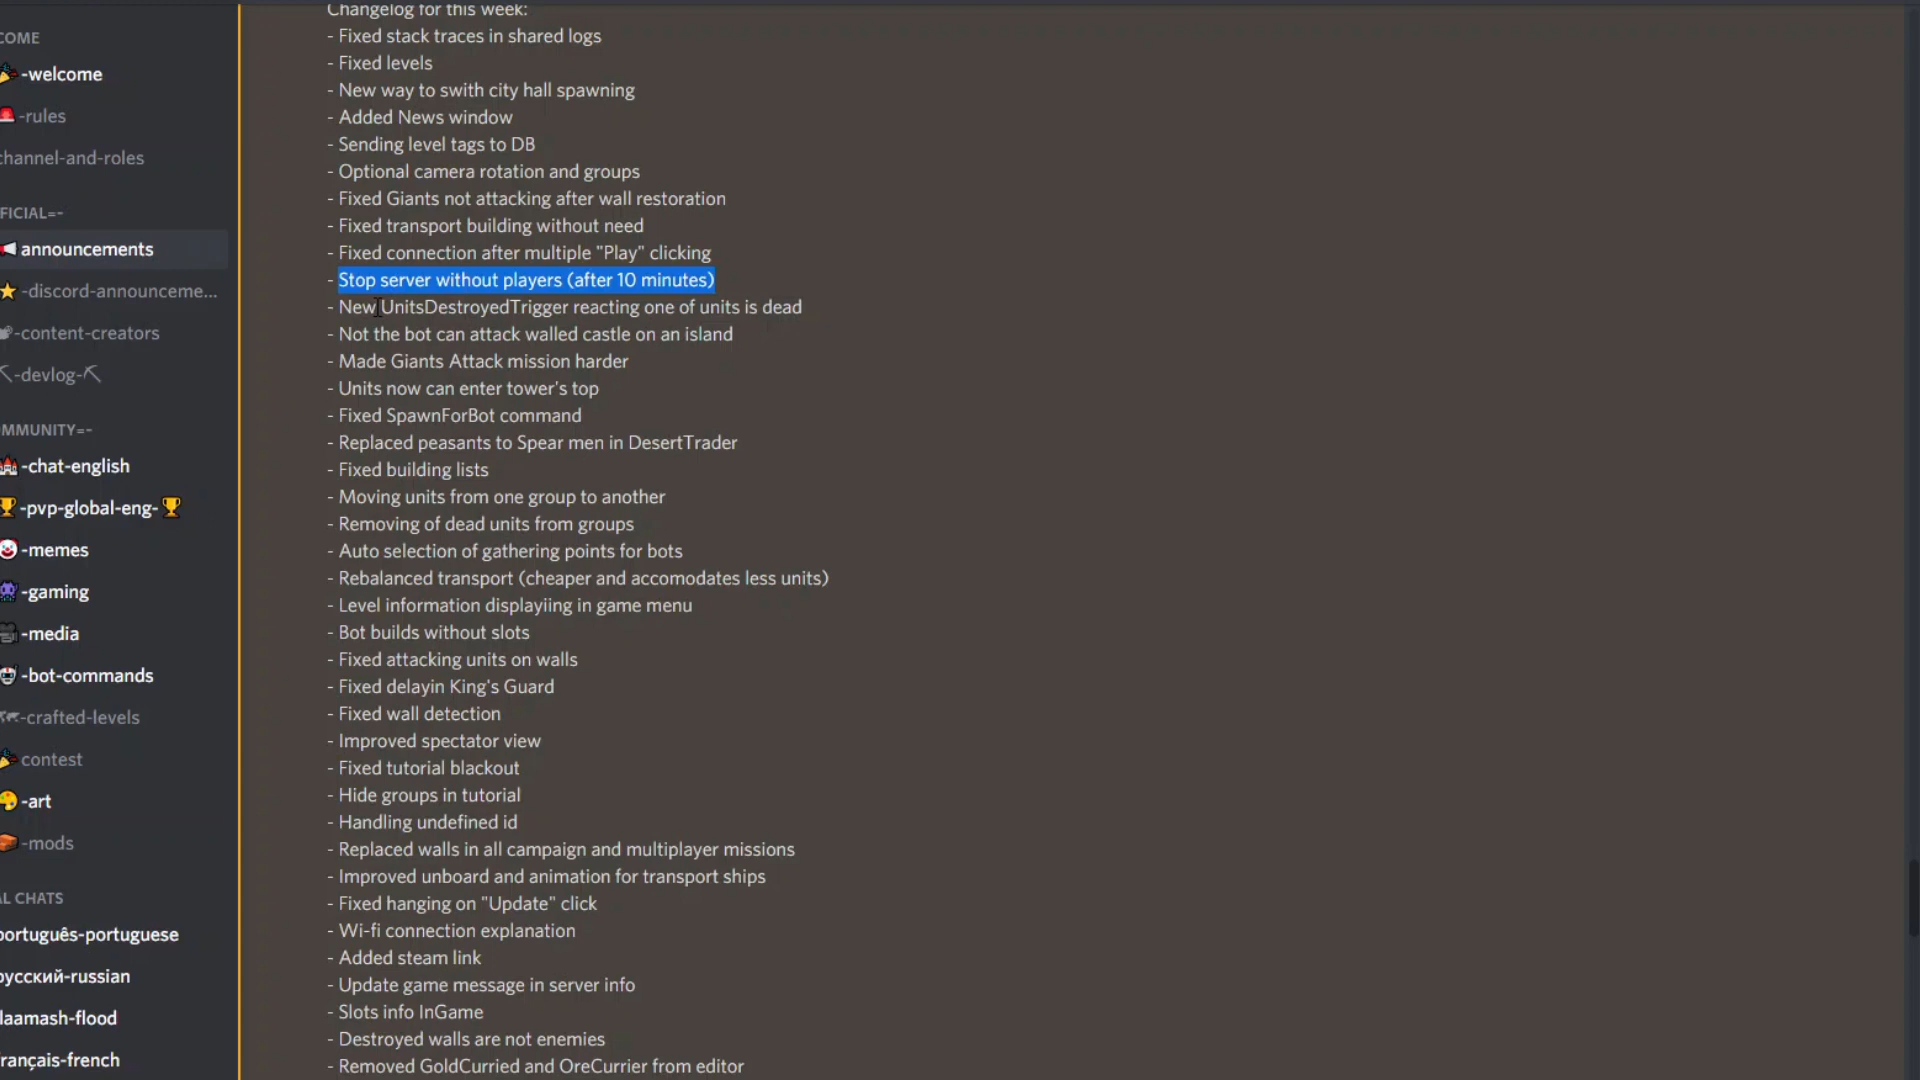 COME
-welcome
-rules
channel-and-roles
FICIAL=-
announcements
-discord-announceme...
-content-creators
-devlog-
MMUNITY=-
-chat-english
-pvp-global-eng-
-memes
-gaming
-media
-bot-commands
-crafted-levels
contest
-art
-mods
AL CHATS
português-portuguese
русский-russian
laamash-flood
rançais-french
Changelog for this week:
- Fixed stack traces in shared logs
- Fixed levels
- New way to swith city hall spawning
- Added News window
- Sending level tags to DB
- Optional camera rotation and groups
- Fixed Giants not attacking after wall restoration
- Fixed transport building without need
- Fixed connection after multiple "Play" clicking
- Stop server without players (after 10 minutes)
- New UnitsDestroyedTrigger reacting one of units is dead
- Not the bot can attack walled castle on an island
- Made Giants Attack mission harder
- Units now can enter tower's top
- Fixed SpawnForBot command
- Replaced peasants to Spear men in DesertTrader
- Fixed building lists
- Moving units from one group to another
- Removing of dead units from groups
- Auto selection of gathering points for bots
- Rebalanced transport (cheaper and accomodates less units)
- Level information displayiing in game menu
- Bot builds without slots
- Fixed attacking units on walls
- Fixed delayin King's Guard
- Fixed wall detection
- Improved spectator view
- Fixed tutorial blackout
- Hide groups in tutorial
- Handling undefined id
- Replaced walls in all campaign and multiplayer missions
- Improved unboard and animation for transport ships
- Fixed hanging on "Update" click
- Wi-fi connection explanation
- Added steam link
- Update game message in server info
- Slots info InGame
- Destroyed walls are not enemies
- Removed GoldCurried and OreCurrier from editor